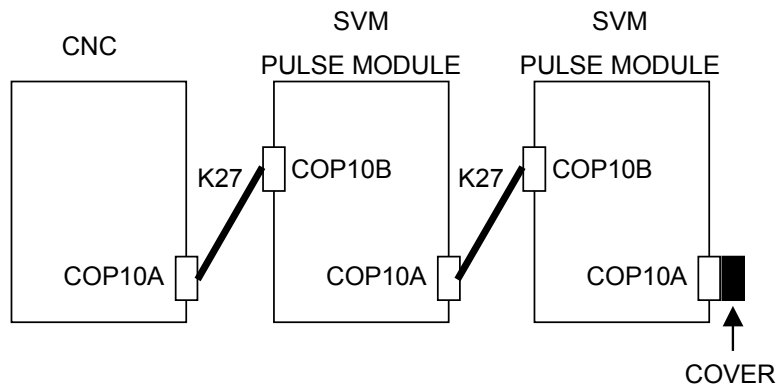 CNC
SVM
PULSE MODULE
SVM
PULSE MODULE
K27
COP10B
K27
COP10B
COP10A
COP10A
COP10A
COVER